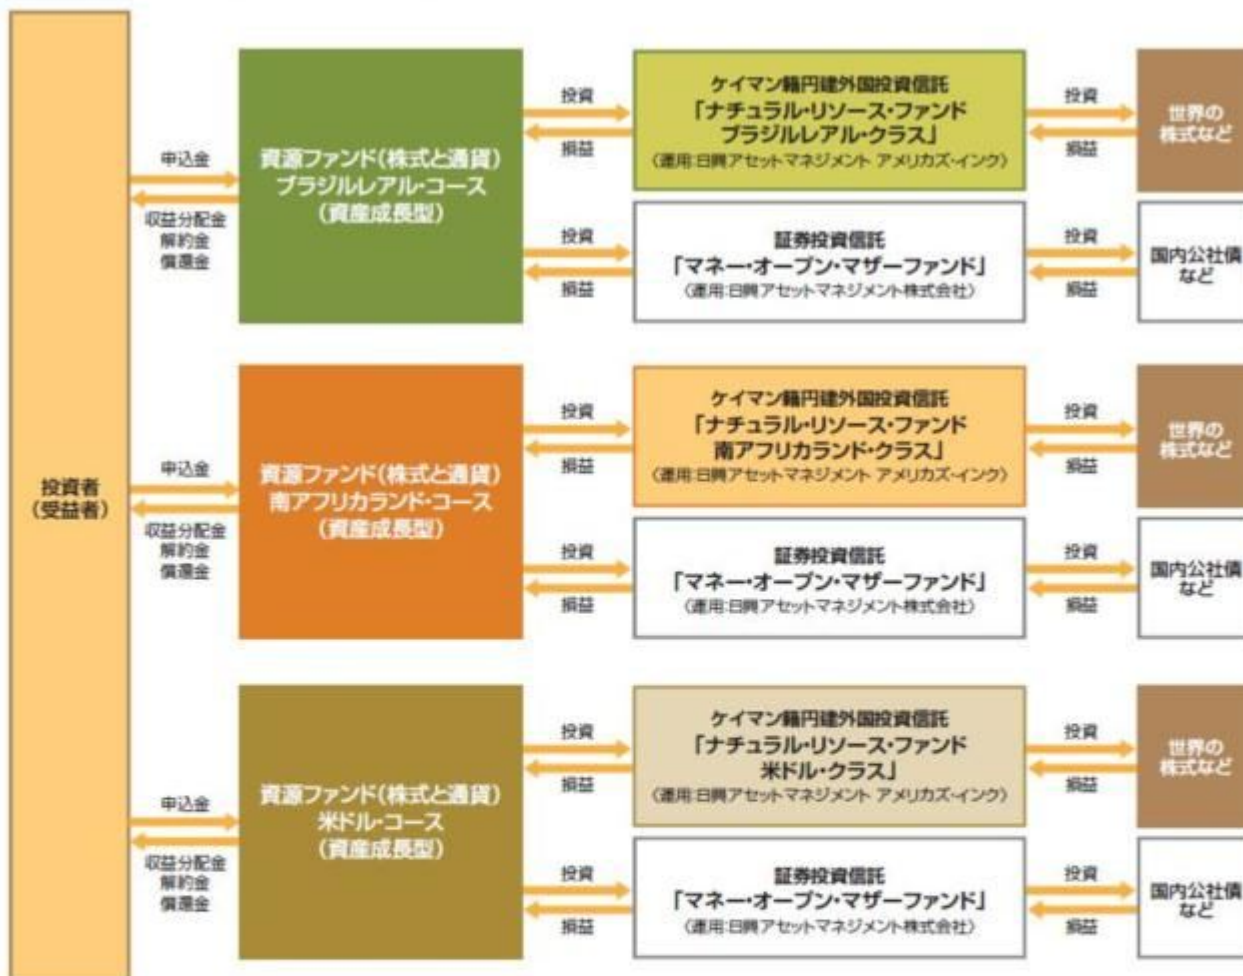 投資者
(受益者)
申込金
収益分配金
解約金
償還金
資源ファンド(株式と通貨)
ブラジルレアル・コース
(資産成長型)
投資
損益
ケイマン籍円建外国投資信託
「ナチュラル・リソース・ファンド
ブラジルレアル・クラス」
(運用:日興アセットマネジメント アメリカズ・インク)
投資
損益
世界の
株式など
投資
損益
証券投資信託
「マネー・オープン・マザーファンド」
(運用:日興アセットマネジメント株式会社)
投資
損益
国内公社債
など
申込金
収益分配金
解約金
償還金
資源ファンド(株式と通貨)
南アフリカランド・コース
(資産成長型)
投資
損益
ケイマン籍円建外国投資信託
「ナチュラル・リソース・ファンド
南アフリカランド・クラス」
(運用:日興アセットマネジメント アメリカズ・インク)
投資
損益
世界の
株式など
投資
損益
証券投資信託
「マネー・オープン・マザーファンド」
(運用:日興アセットマネジメント株式会社)
投資
損益
国内公社債
など
申込金
収益分配金
解約金
償還金
資源ファンド(株式と通貨)
米ドル・コース
(資産成長型)
投資
損益
ケイマン籍円建外国投資信託
「ナチュラル・リソース・ファンド
米ドル・クラス」
(運用:日興アセットマネジメント アメリカズ・インク)
投資
損益
世界の
株式など
投資
損益
証券投資信託
「マネー・オープン・マザーファンド」
(運用:日興アセットマネジメント株式会社)
投資
損益
国内公社債
など